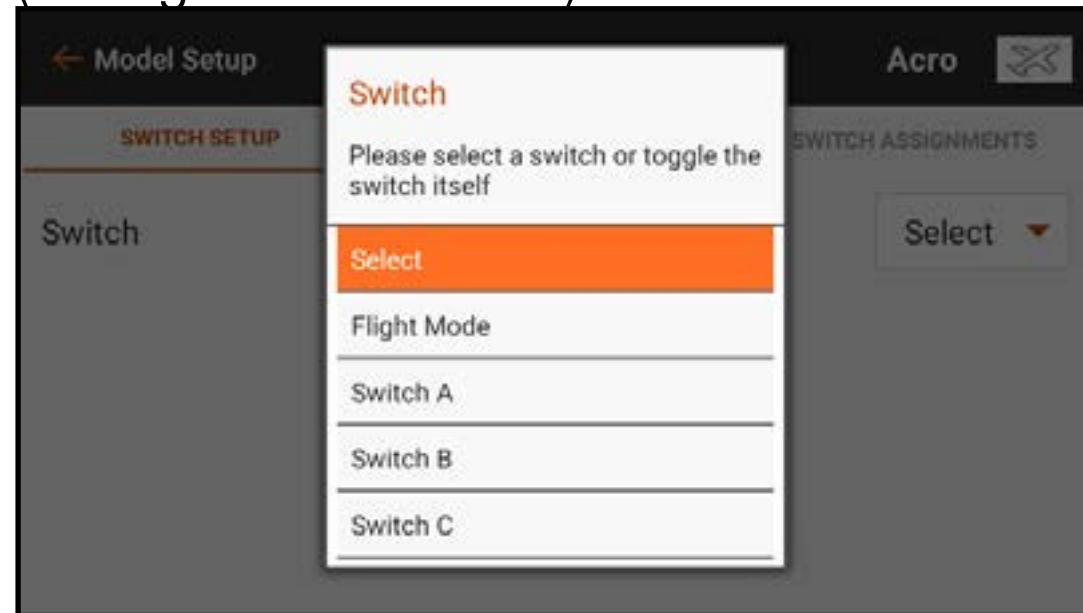 ← Model Setup
Acro
SWITCH SETUP
SWITCH ASSIGNMENTS
Switch
Select
Switch
Please select a switch or toggle the
switch itself
Select
Flight Mode
Switch A
Switch B
Switch C